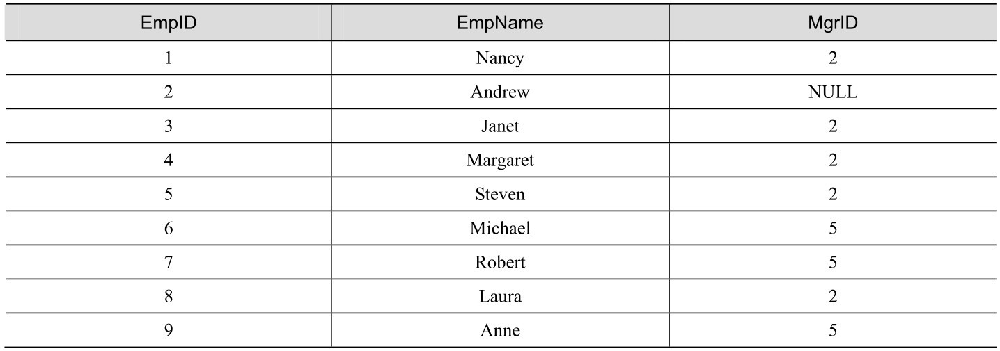 EmpID EmpName MgrID
1 Nancy 2
2 Andrew NULL
3 Janet 2
4 Margaret 2
5 Steven 2
6 Michael 5
7 Robert 5
8 Laura 2
9 Anne 5